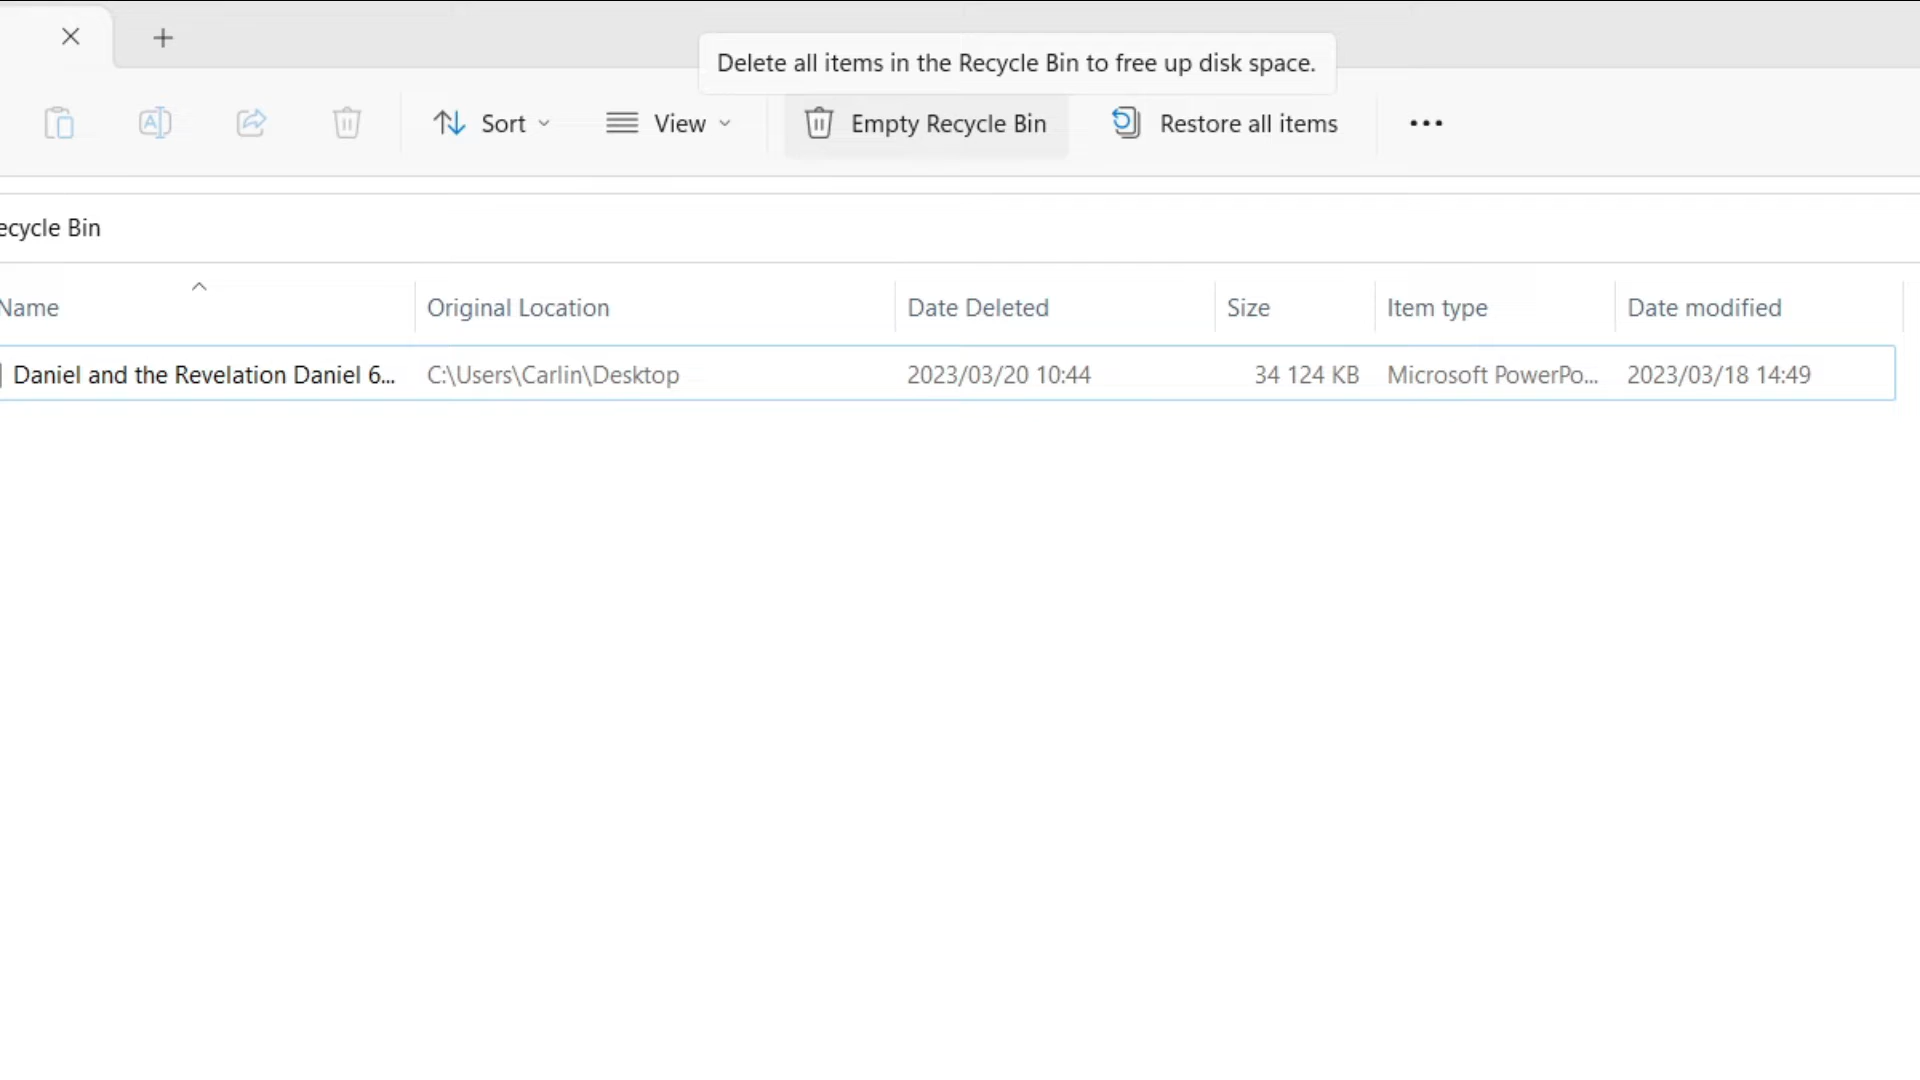 Delete all items in the Recycle Bin to free up disk space.
Sort View Empty Recycle Bin Restore all items
ecycle Bin
Name Original Location Date Deleted Size Item type Date modified
Daniel and the Revelation Daniel 6... C:\Users\Carlin\Desktop 2023/03/20 10:44 34 124 KB Microsoft PowerPo... 2023/03/18 14:49